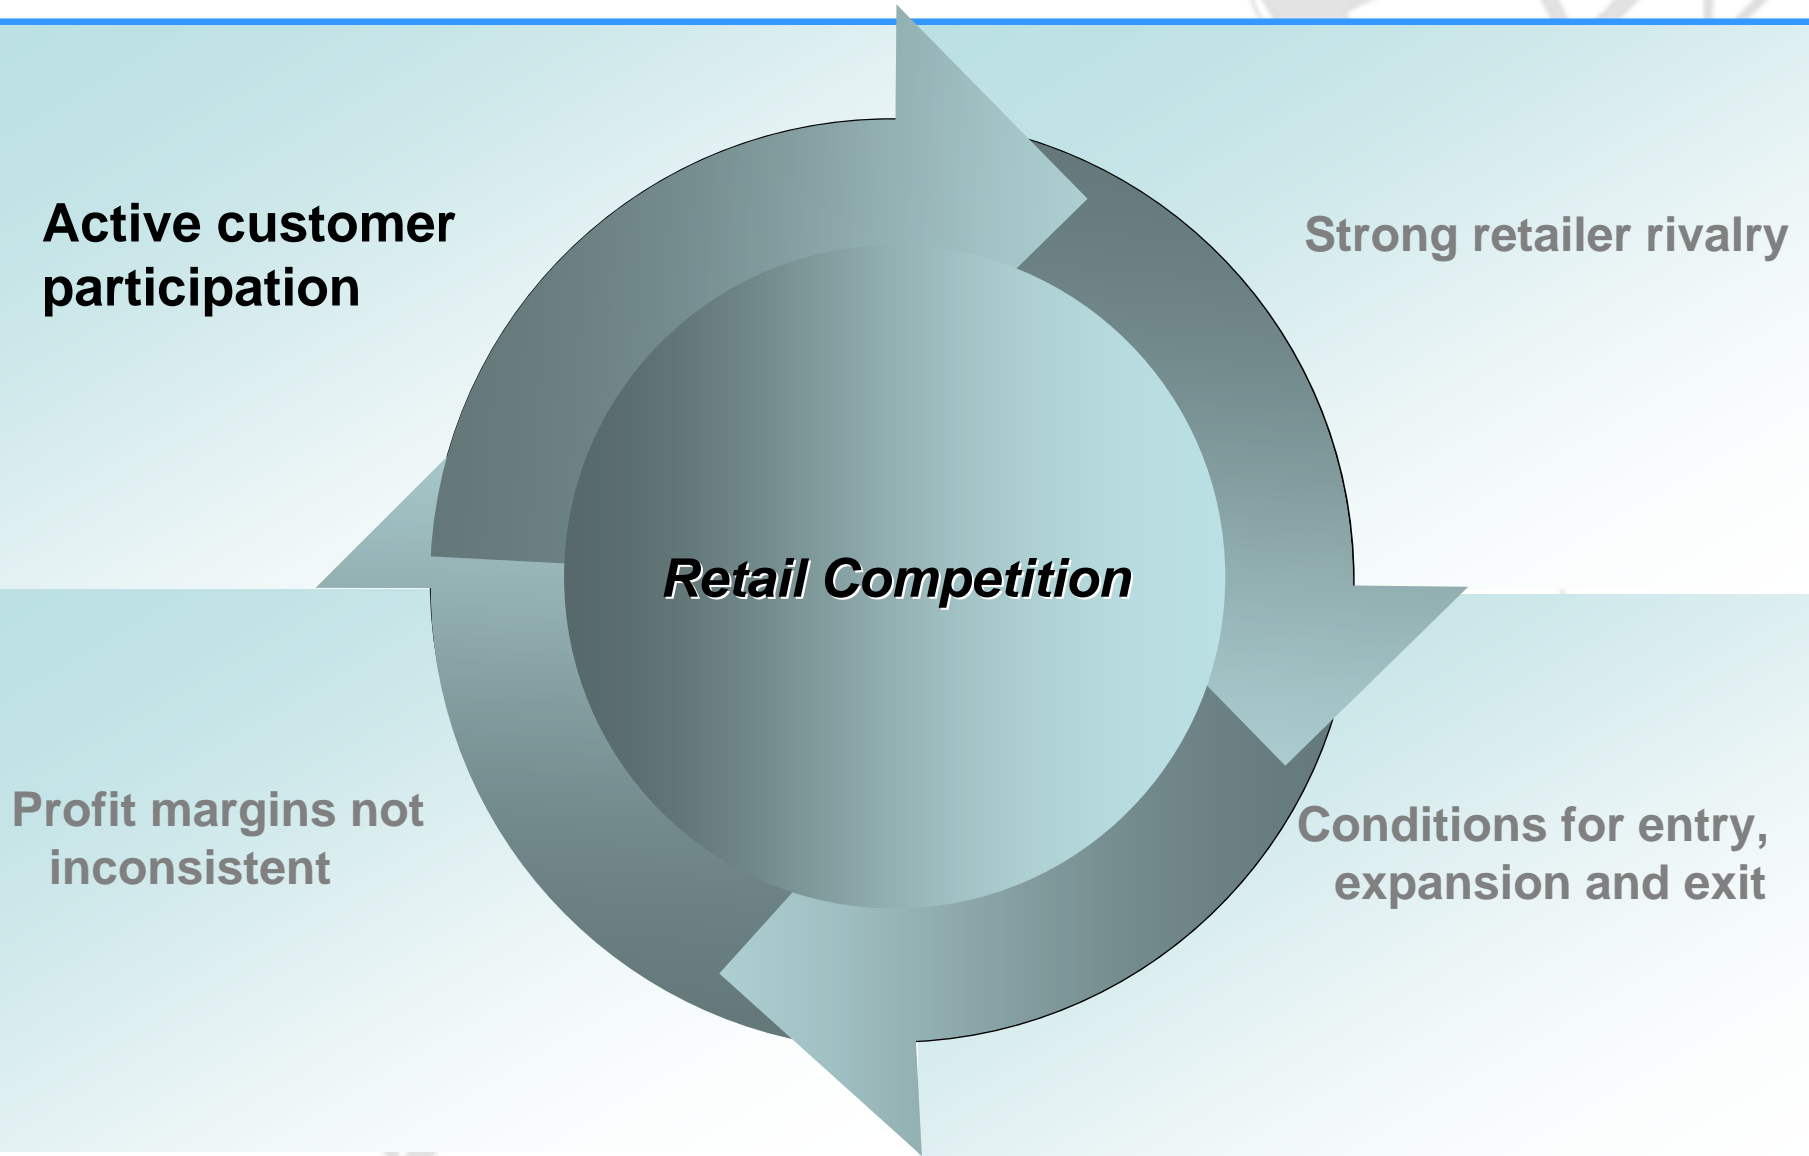 Active customer
participation
Strong retailer rivalry
Retail Competition
Profit margins not
inconsistent
Conditions for entry,
expansion and exit